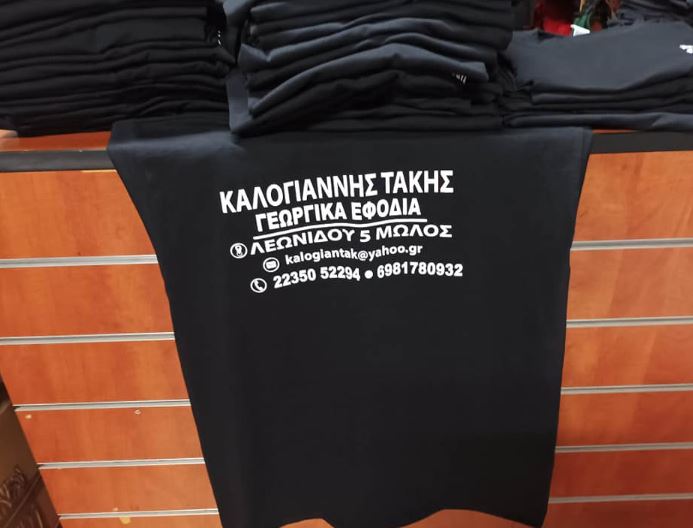 ΚΑΛΟΓΙΑΝΝΗΣ ΤΑΚΗΣ
ΓΕΩΡΓΙΚΑ ΕΦΟΔΙΑ
ΛΕΩΝΙΔΟΥ 5 ΜΩΛΟΣ
kalogiantak@yahoo.gr
22350 52294 ● 6981780932